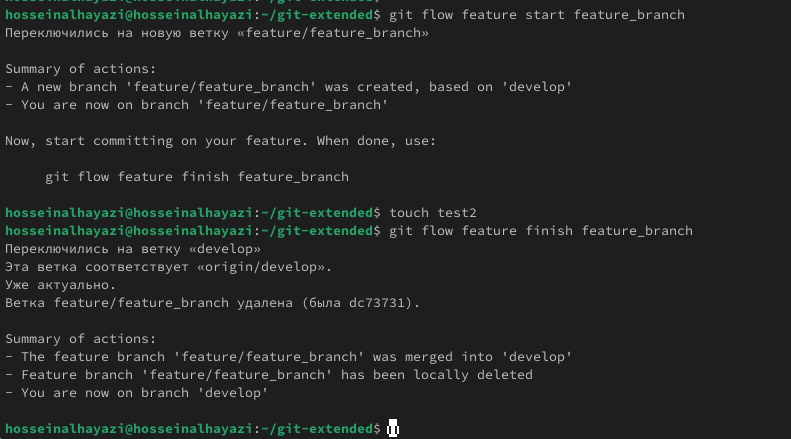 hosseinalhayazi@hosseinalhayazi:~/git-extended$ git flow feature start feature_branch
Переключились на новую ветку «feature/feature_branch»
Summary of actions:
- A new branch 'feature/feature_branch' was created, based on 'develop'
- You are now on branch 'feature/feature_branch'
Now, start committing on your feature. When done, use:
git flow feature finish feature_branch
hosseinalhayazi@hosseinalhayazi:~/git-extended$ touch test2
hosseinalhayazi@hosseinalhayazi:~/git-extended$ git flow feature finish feature_branch
Переключились на ветку «develop»
Эта ветка соответствует «origin/develop».
Уже актуально.
Ветка feature/feature_branch удалена (была dc73731).
Summary of actions:
- The feature branch 'feature/feature_branch' was merged into 'develop'
- Feature branch 'feature/feature_branch' has been locally deleted
- You are now on branch 'develop'
hosseinalhayazi@hosseinalhayazi:~/git-extended$